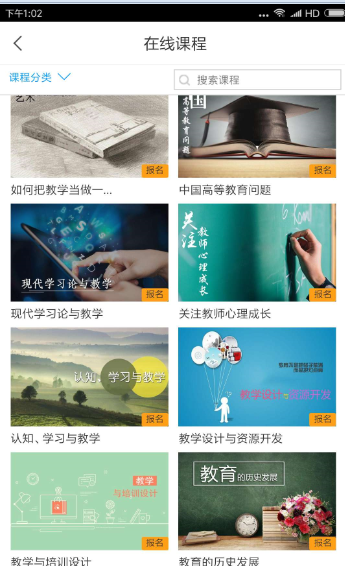 下午1:02
... HD
在线课程
课程分类
搜索课程
艺术
国
高等教育问题
报名
报名
如何把教学当做一...
中国高等教育问题
现代学习论与教学
关注
教师心理成长
报名
报名
现代学习论与教学
关注教师心理成长
认知、学习与教学
教学设计与资源开发
报名
报名
认知、学习与教学
教学设计与资源开发
教学
与培训设计
教育的历史发展
报名
报名
教学与培训设计
教育的历史发展